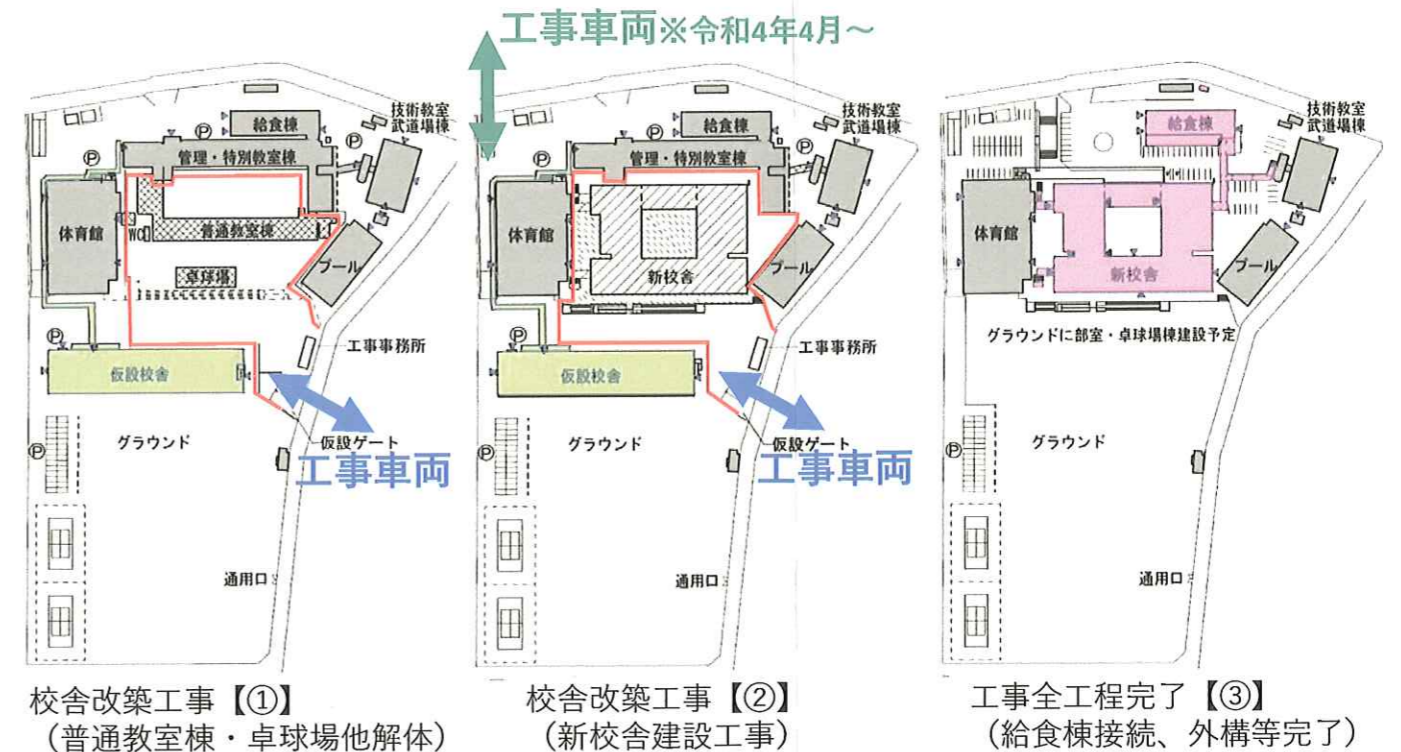 工事車両※令和4年4月～
技術教室
武道場棟
給食棟
Ⓟ
管理・特別教室棟
Ⓟ
体育館
WC
普通教室棟
プール
卓球場
Ⓟ
工事事務所
仮設校舎
仮設ゲート
グラウンド
Ⓟ
工事車両
通用口
校舎改築工事【①】
（普通教室棟・卓球場他解体）
技術教室
武道場棟
給食棟
Ⓟ
管理・特別教室棟
Ⓟ
体育館
新校舎
プール
Ⓟ
工事事務所
仮設校舎
仮設ゲート
グラウンド
Ⓟ
工事車両
通用口
校舎改築工事【②】
（新校舎建設工事）
技術教室
武道場棟
給食棟
体育館
新校舎
プール
グラウンドに部室・卓球場棟建設予定
グラウンド
Ⓟ
通用口
工事全工程完了【③】
（給食棟接続、外構等完了）